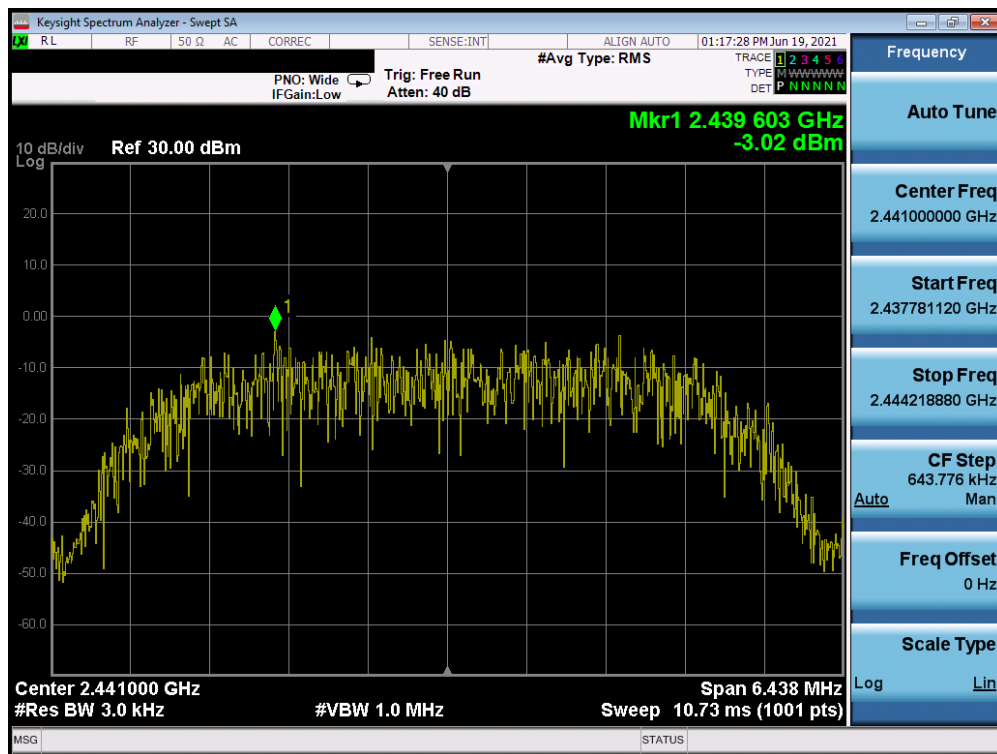 Keysight Spectrum Analyzer - Swept SA
LXI RL RF 50 Ω AC CORREC SENSE:INT ALIGN AUTO 01:17:28 PM Jun 19, 2021
PNO: Wide
IFGain:Low
Trig: Free Run
Atten: 40 dB
#Avg Type: RMS
TRACE 1 2 3 4 5 6
TYPE M W W W W W
DET P N N N N N
Mkr1 2.439 603 GHz
-3.02 dBm
10 dB/div
Log
Ref 30.00 dBm
20.0
10.0
0.00
-10.0
-20.0
-30.0
-40.0
-50.0
-60.0
1
Center 2.441000 GHz
Span 6.438 MHz
#Res BW 3.0 kHz
#VBW 1.0 MHz
Sweep 10.73 ms (1001 pts)
MSG
STATUS
Frequency
Auto Tune
Center Freq
2.441000000 GHz
Start Freq
2.437781120 GHz
Stop Freq
2.444218880 GHz
CF Step
643.776 kHz
Auto Man
Freq Offset
0 Hz
Scale Type
Log Lin